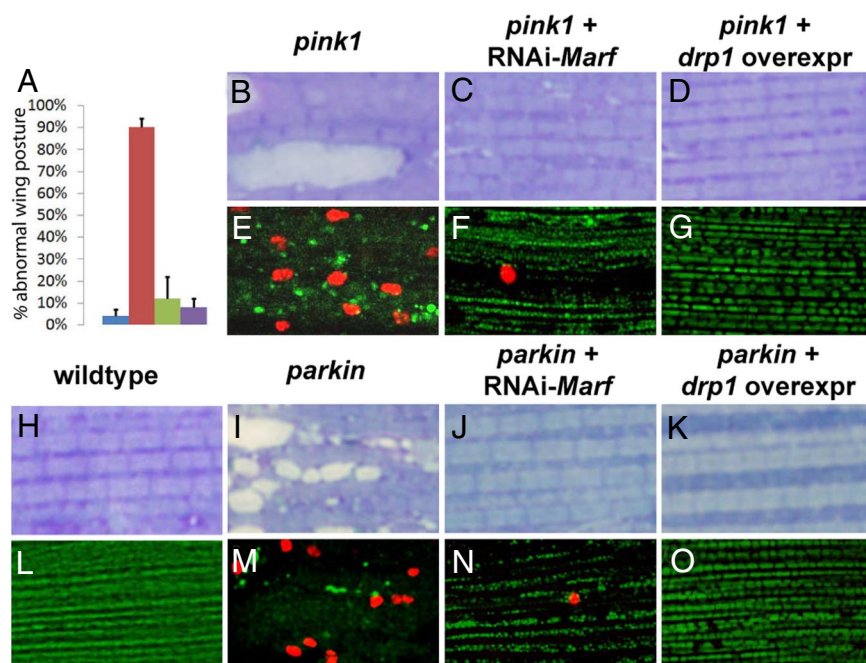 pink1
pink1 +
RNAi-Marf
pink1 +
drp1 overexpr
A
B
C
D
% abnormal wing posture
100%
90%
80%
70%
60%
50%
40%
30%
20%
10%
0%
E
F
G
wildtype
parkin
parkin +
RNAi-Marf
parkin +
drp1 overexpr
H
I
J
K
L
M
N
O